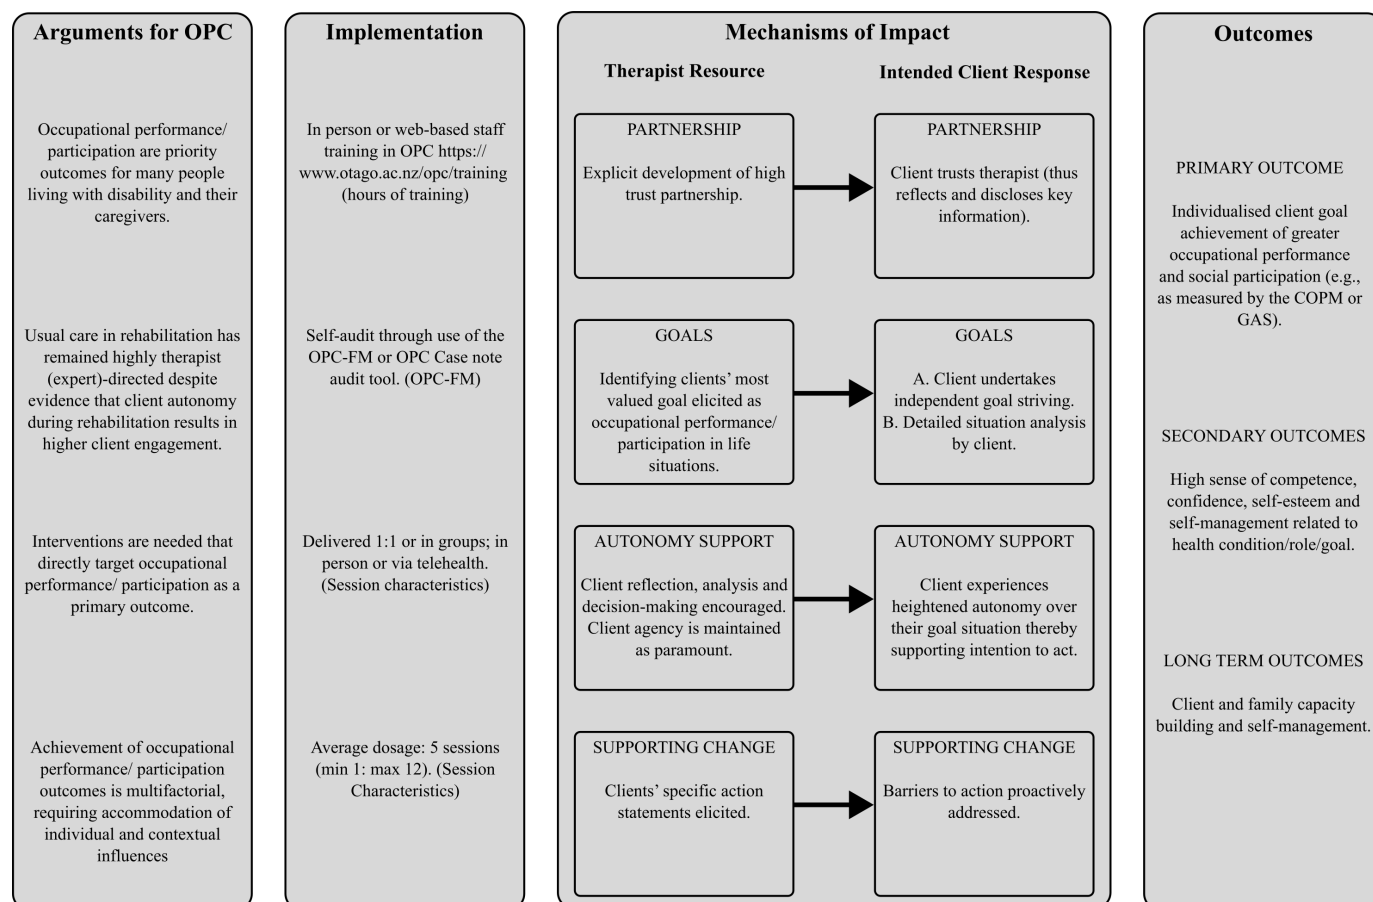 Arguments for OPC
Occupational performance/
participation are priority
outcomes for many people
living with disability and their
caregivers.
Usual care in rehabilitation has
remained highly therapist
(expert)-directed despite
evidence that client autonomy
during rehabilitation results in
higher client engagement.
Interventions are needed that
directly target occupational
performance/ participation as a
primary outcome.
Achievement of occupational
performance/ participation
outcomes is multifactorial,
requiring accommodation of
individual and contextual
influences
Implementation
In person or web-based staff
training in OPC https://
www.otago.ac.nz/opc/training
(hours of training)
Self-audit through use of the
OPC-FM or OPC Case note
audit tool. (OPC-FM)
Delivered 1:1 or in groups; in
person or via telehealth.
(Session characteristics)
Average dosage: 5 sessions
(min 1: max 12). (Session
Characteristics)
Mechanisms of Impact
Therapist Resource
PARTNERSHIP
Explicit development of high
trust partnership.
GOALS
Identifying clients’ most
valued goal elicited as
occupational performance/
participation in life
situations.
AUTONOMY SUPPORT
Client reflection, analysis and
decision-making encouraged.
Client agency is maintained
as paramount.
SUPPORTING CHANGE
Clients’ specific action
statements elicited.
Intended Client Response
PARTNERSHIP
Client trusts therapist (thus
reflects and discloses key
information).
GOALS
A. Client undertakes
independent goal striving.
B. Detailed situation analysis
by client.
AUTONOMY SUPPORT
Client experiences
heightened autonomy over
their goal situation thereby
supporting intention to act.
SUPPORTING CHANGE
Barriers to action proactively
addressed.
Outcomes
PRIMARY OUTCOME
Individualised client goal
achievement of greater
occupational performance
and social participation (e.g.,
as measured by the COPM or
GAS).
SECONDARY OUTCOMES
High sense of competence,
confidence, self-esteem and
self-management related to
health condition/role/goal.
LONG TERM OUTCOMES
Client and family capacity
building and self-management.